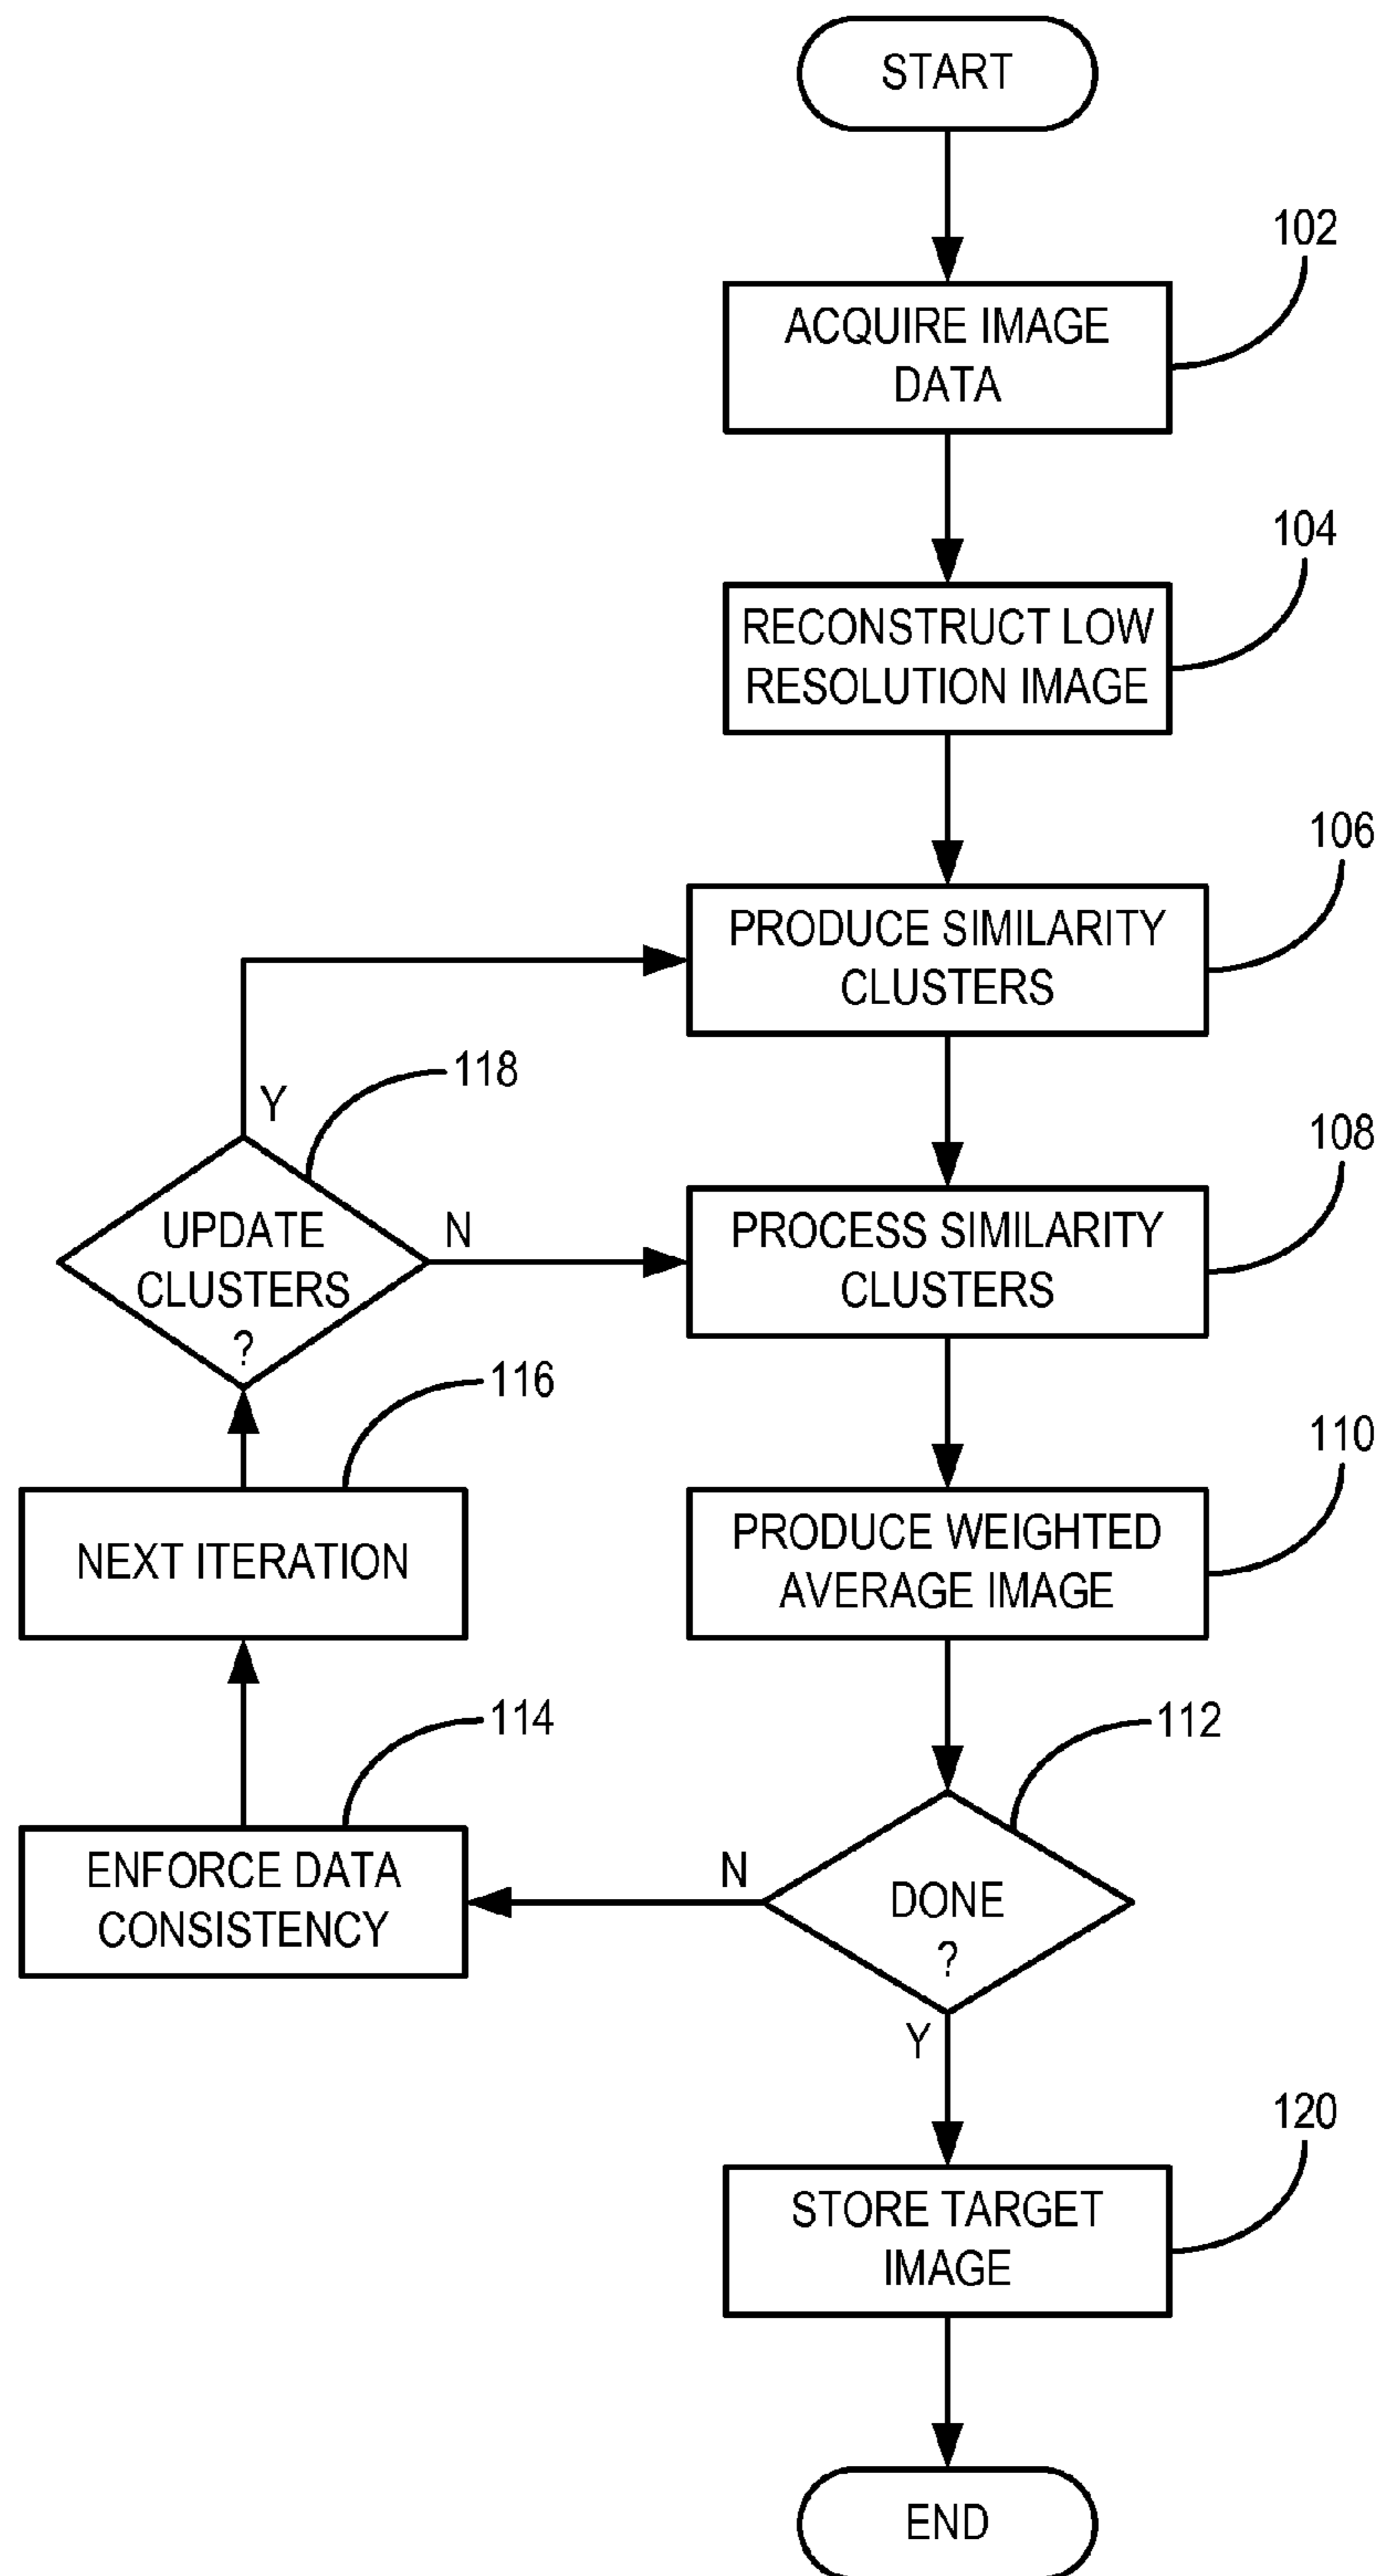 START
102
ACQUIRE IMAGE
DATA
104
RECONSTRUCT LOW
RESOLUTION IMAGE
106
PRODUCE SIMILARITY
CLUSTERS
118
Y
UPDATE
CLUSTERS
?
N
108
PROCESS SIMILARITY
CLUSTERS
116
NEXT ITERATION
110
PRODUCE WEIGHTED
AVERAGE IMAGE
114
ENFORCE DATA
CONSISTENCY
112
N
DONE
?
Y
120
STORE TARGET
IMAGE
END